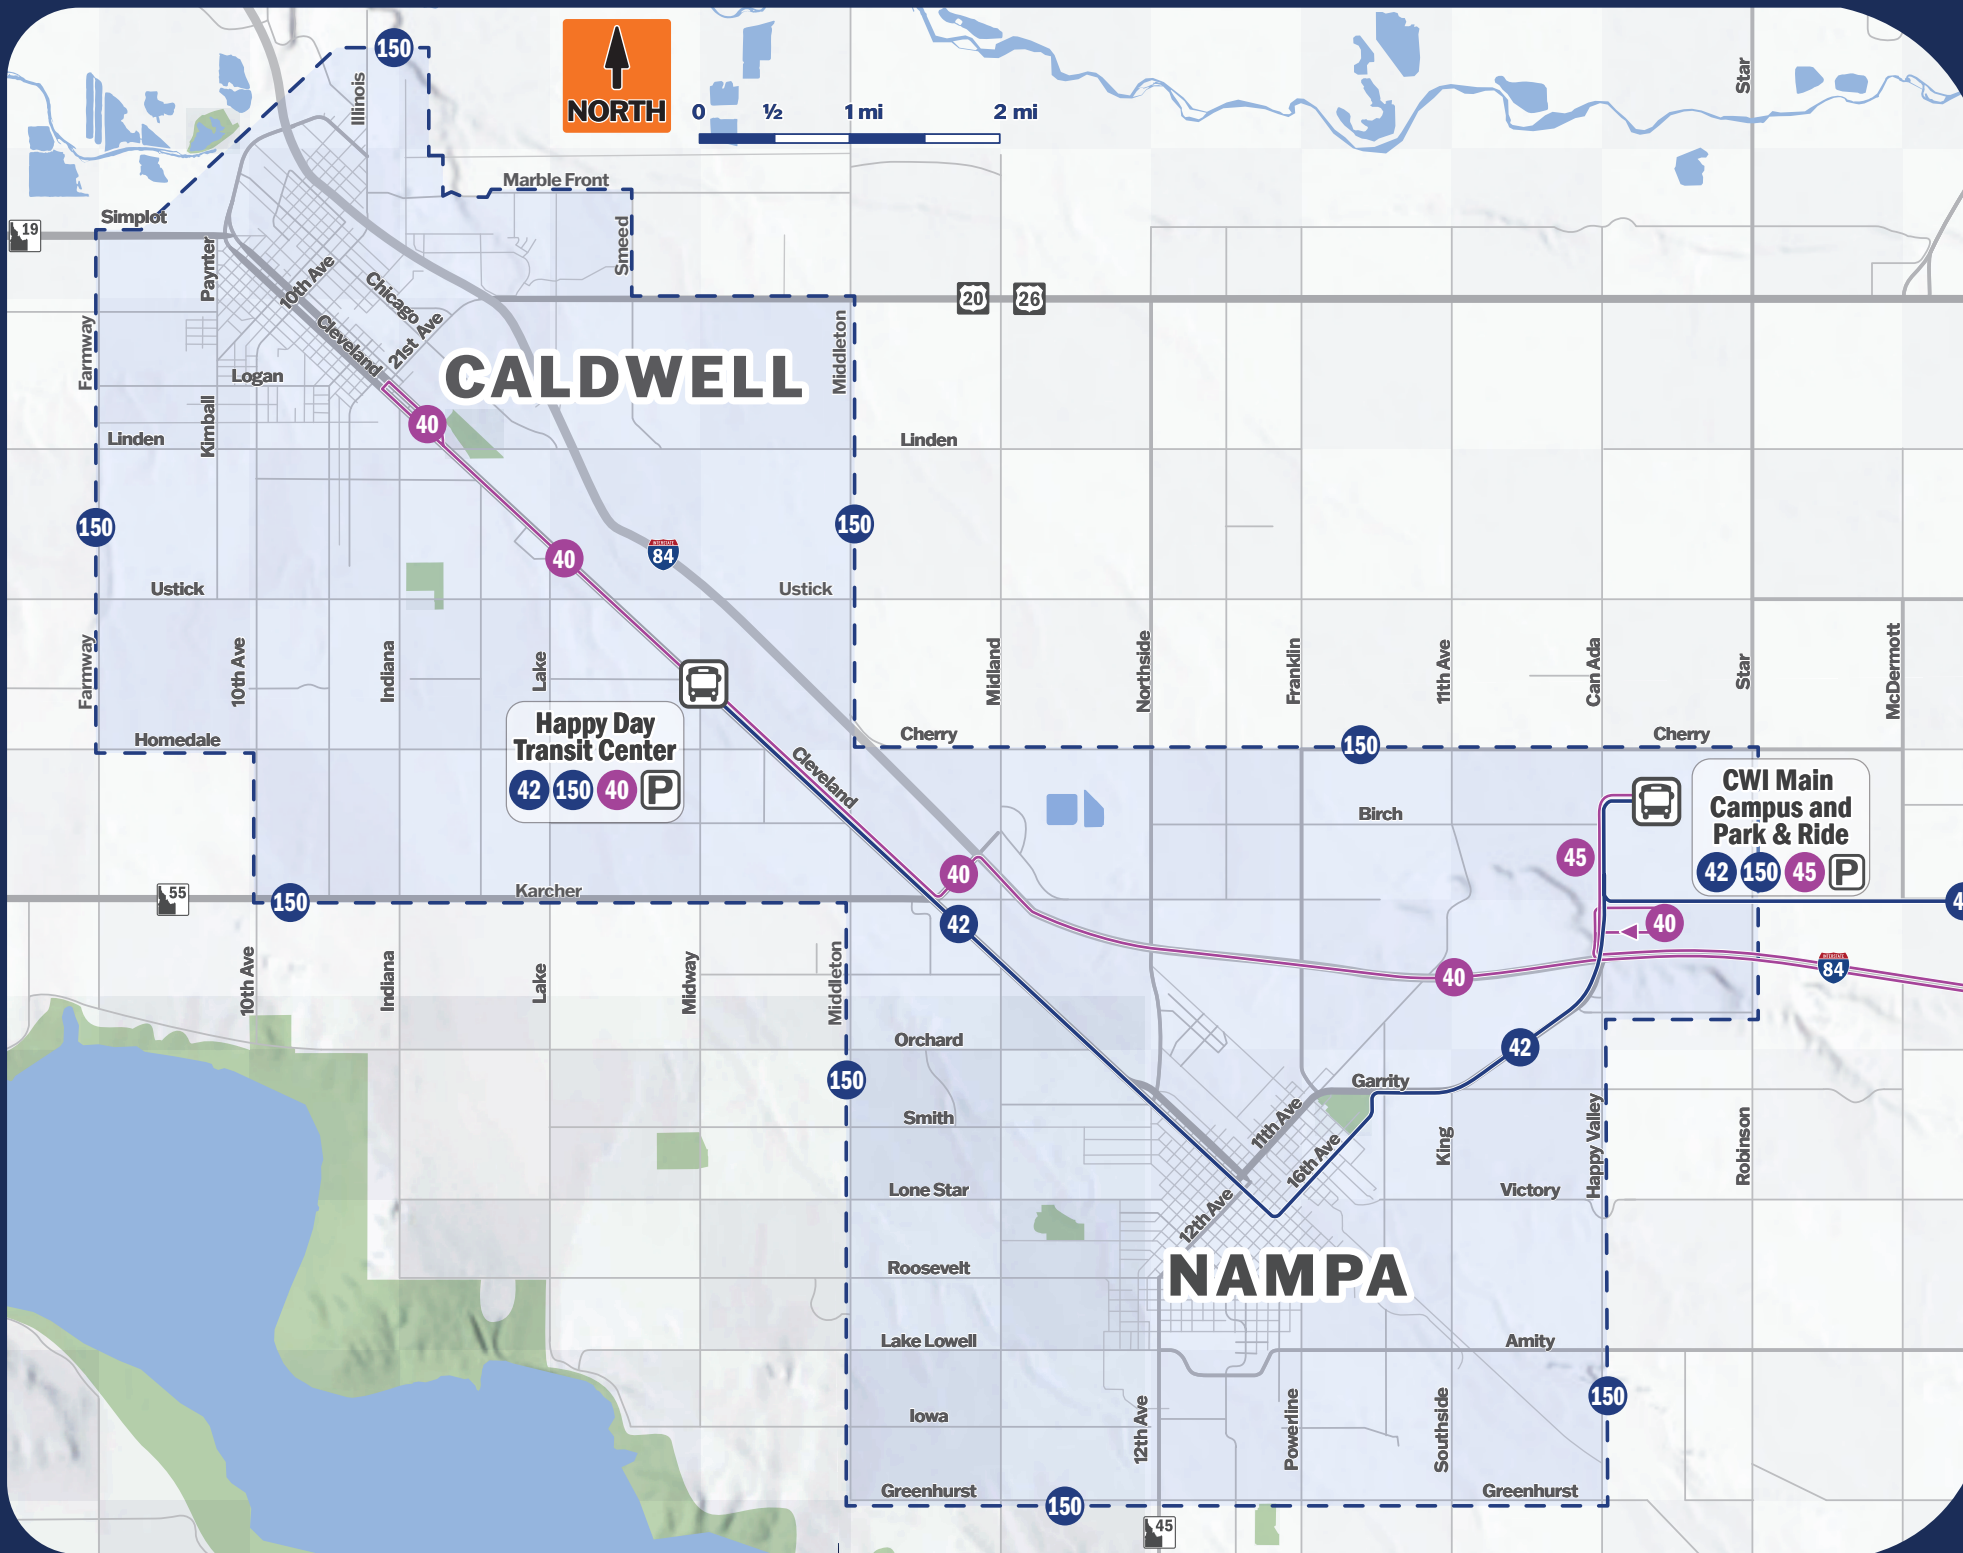 150
Illinois
NORTH
0 ½ 1 mi 2 mi
Star
Marble Front
Simplot
19
Smeed
Paynter
10th Ave
Chicago
20
26
Farmway
Cleveland
21st Ave
Middleton
CALDWELL
Logan
40
Kimball
Linden
Linden
150
150
40
INTERSTATE
84
Ustick
Ustick
Farmway
10th Ave
Indiana
Lake
Midland
Northside
Franklin
11th Ave
Can Ada
Star
McDermott
Homedale
Happy Day
Transit Center
42 150 40 P
Cleveland
Cherry
150
Cherry
CWI Main
Campus and
Park & Ride
42 150 45 P
Birch
45
40
55
150
Karcher
42
40
4
10th Ave
Indiana
Lake
Midway
Middleton
40
INTERSTATE
84
Orchard
42
150
Garrity
Smith
11th Ave
16th Ave
King
Happy Valley
Robinson
Lone Star
12th Ave
Victory
Roosevelt
NAMPA
Lake Lowell
Amity
150
Iowa
12th Ave
Powerline
Southside
Greenhurst
Greenhurst
150
45